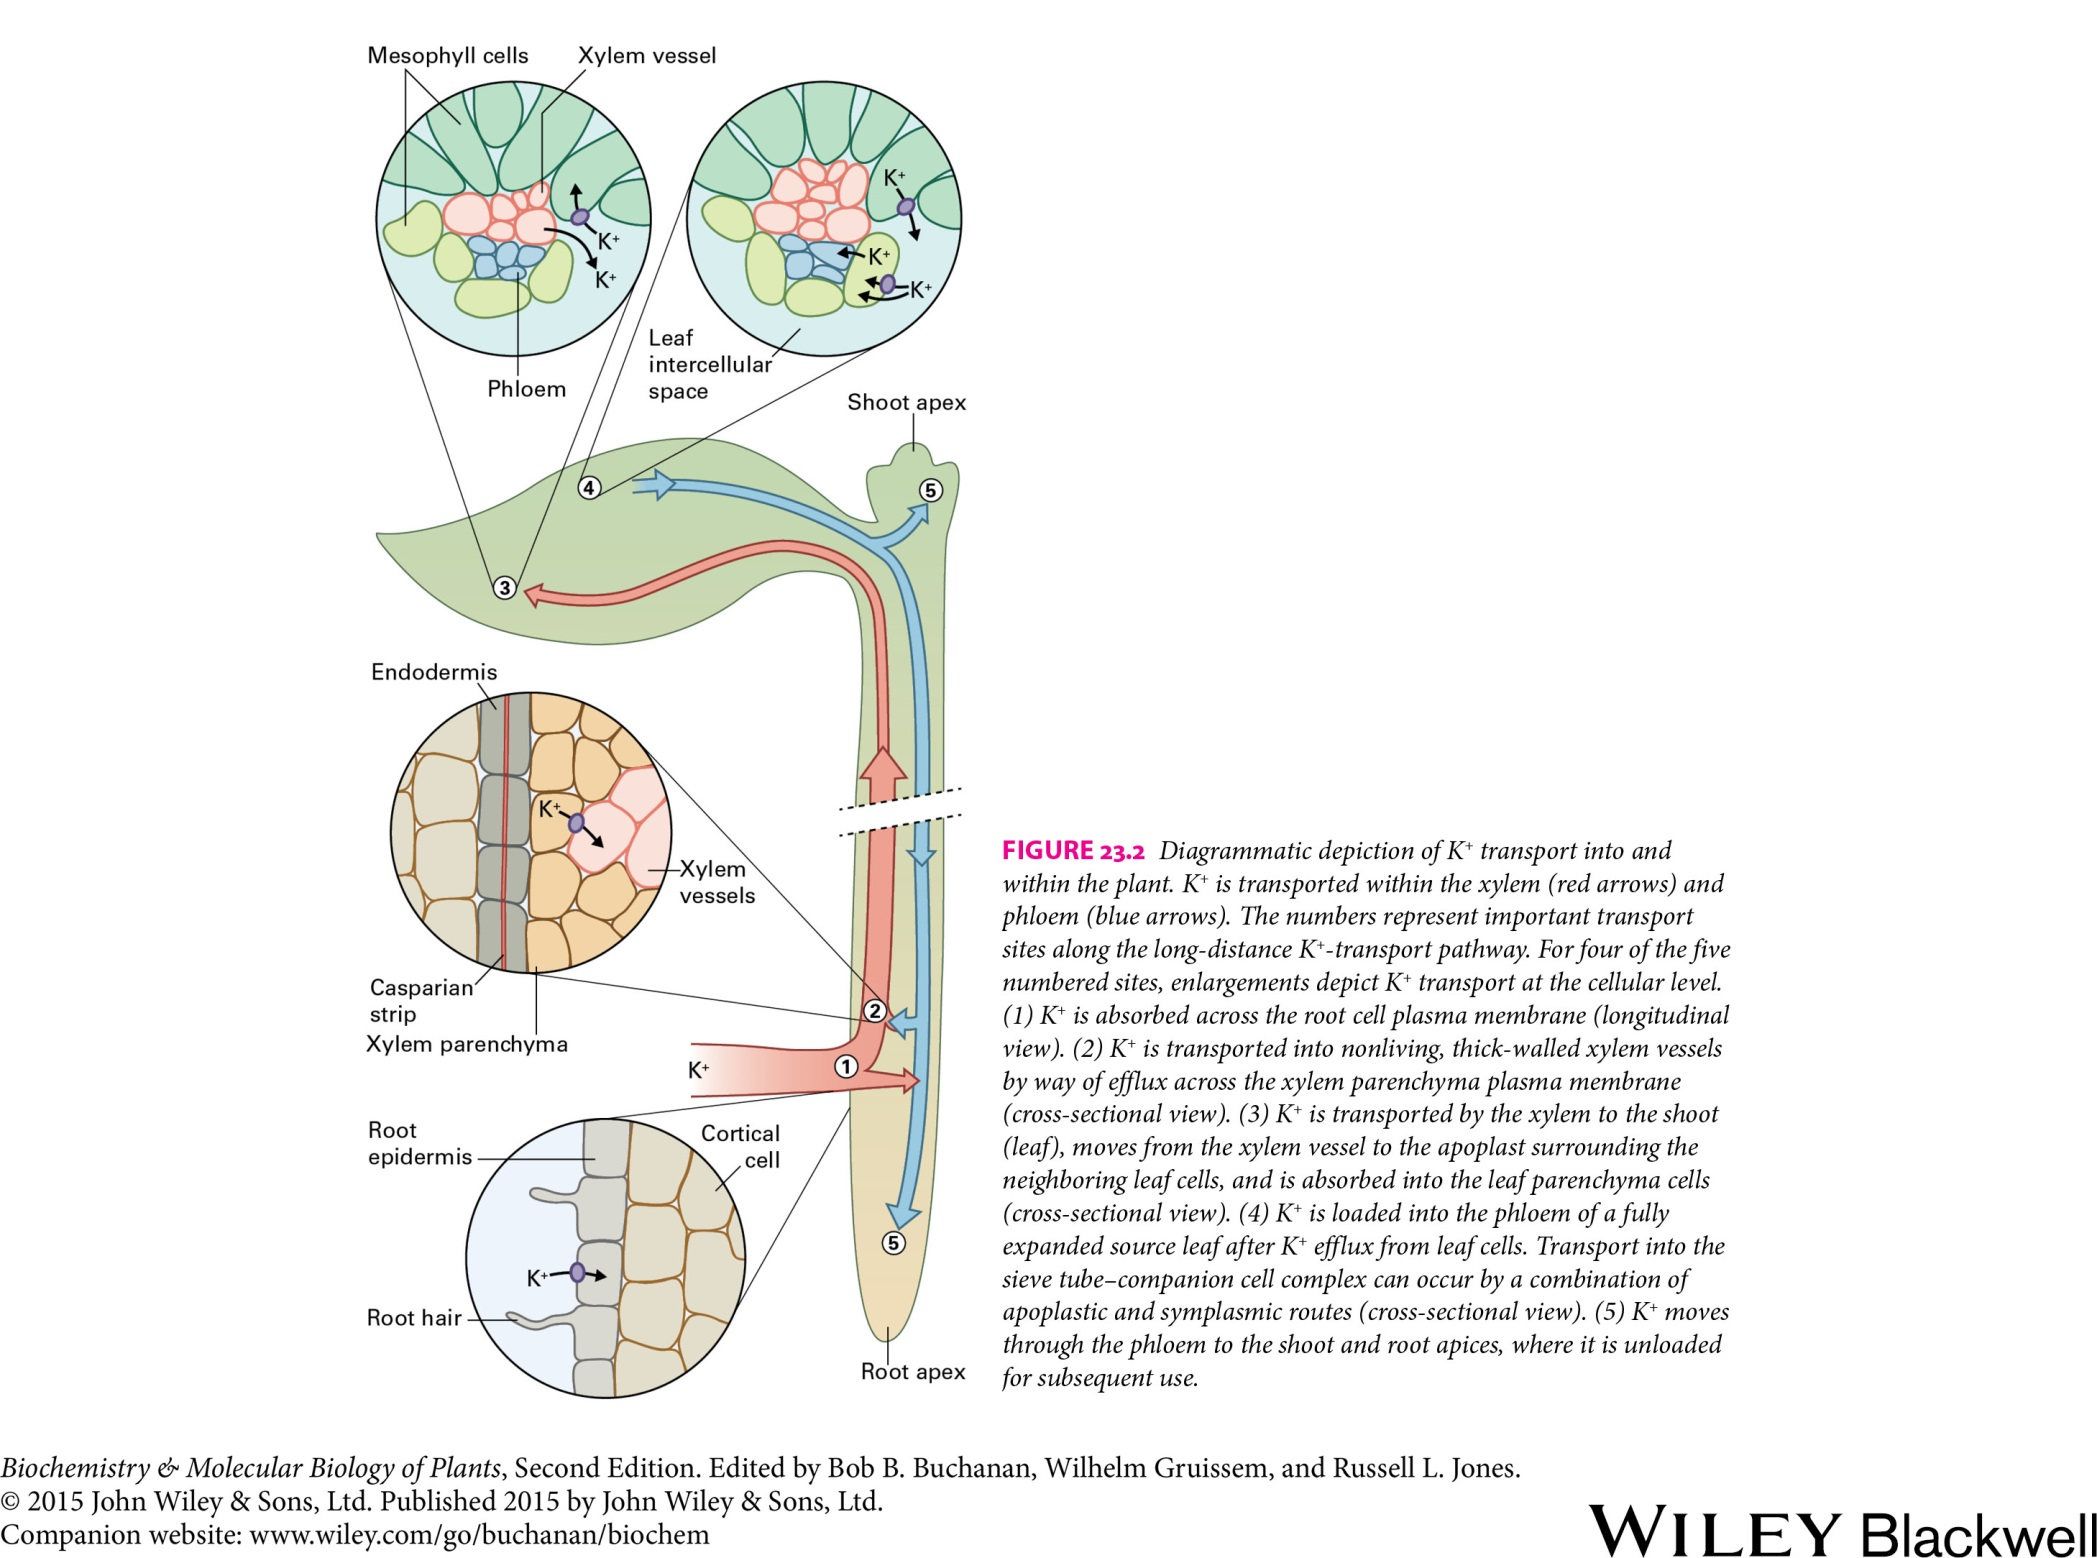 Mesophyll cells
Xylem vessel
K⁺
K⁺
K⁺
K⁺
K⁺
Phloem
Leaf
intercellular
space
Shoot apex
4
5
3
Endodermis
K⁺
Xylem
vessels
Casparian
strip
Xylem parenchyma
2
K⁺
1
Root
epidermis
Cortical
cell
K⁺
Root hair
5
Root apex
FIGURE 23.2 Diagrammatic depiction of K⁺ transport into and
within the plant. K⁺ is transported within the xylem (red arrows) and
phloem (blue arrows). The numbers represent important transport
sites along the long-distance K⁺-transport pathway. For four of the five
numbered sites, enlargements depict K⁺ transport at the cellular level.
(1) K⁺ is absorbed across the root cell plasma membrane (longitudinal
view). (2) K⁺ is transported into nonliving, thick-walled xylem vessels
by way of efflux across the xylem parenchyma plasma membrane
(cross-sectional view). (3) K⁺ is transported by the xylem to the shoot
(leaf), moves from the xylem vessel to the apoplast surrounding the
neighboring leaf cells, and is absorbed into the leaf parenchyma cells
(cross-sectional view). (4) K⁺ is loaded into the phloem of a fully
expanded source leaf after K⁺ efflux from leaf cells. Transport into the
sieve tube–companion cell complex can occur by a combination of
apoplastic and symplasmic routes (cross-sectional view). (5) K⁺ moves
through the phloem to the shoot and root apices, where it is unloaded
for subsequent use.
Biochemistry & Molecular Biology of Plants, Second Edition. Edited by Bob B. Buchanan, Wilhelm Gruissem, and Russell L. Jones.
© 2015 John Wiley & Sons, Ltd. Published 2015 by John Wiley & Sons, Ltd.
Companion website: www.wiley.com/go/buchanan/biochem
WILEY Blackwell